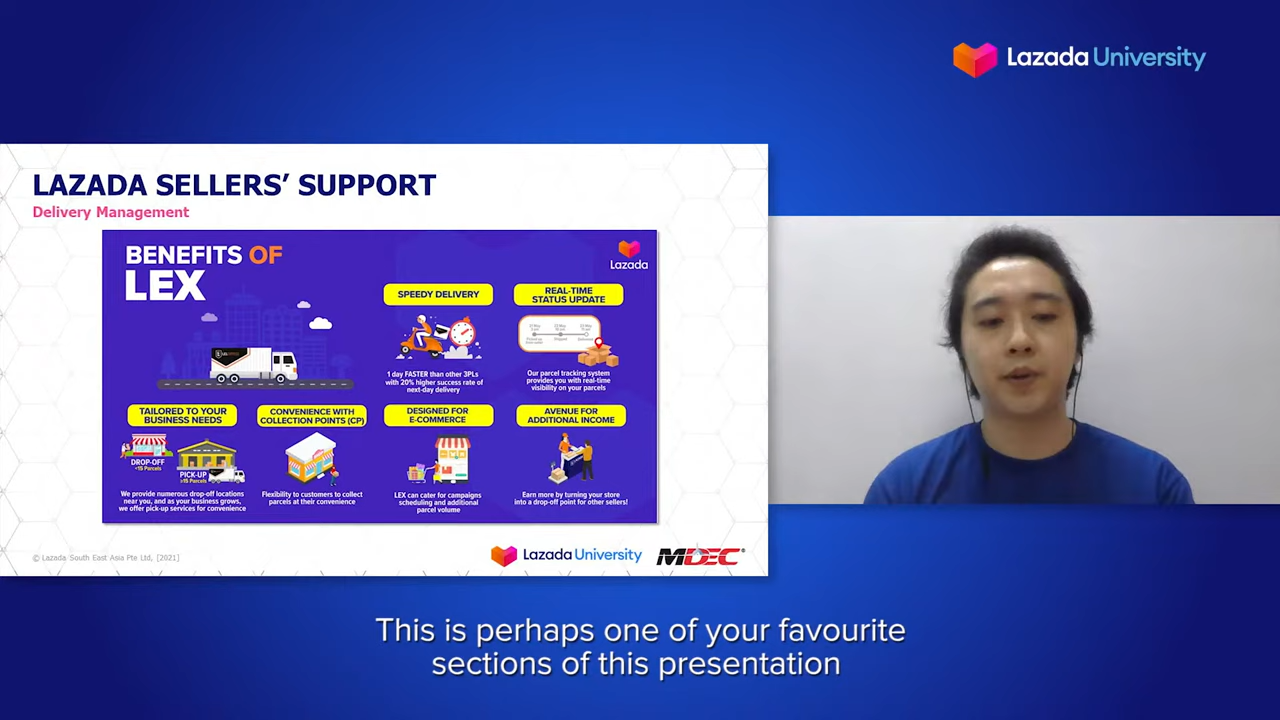 Lazada University
LAZADA SELLERS' SUPPORT
Delivery Management
BENEFITS OF
LEX
Lazada
SPEEDY DELIVERY
1 day FASTER than other 3PLs
with 20% higher success rate of
next-day delivery
REAL-TIME
STATUS UPDATE
Our parcel tracking system
provides you with real-time
visibility on your parcels
TAILORED TO YOUR
BUSINESS NEEDS
DROP-OFF
PICK-UP
We provide numerous drop-off locations
near you, and as your business grows,
we offer pick-up services for convenience
CONVENIENCE WITH
COLLECTION POINTS (CP)
Flexibility to customers to collect
parcels at their convenience
DESIGNED FOR
E-COMMERCE
LEX can cater for campaigns
scheduling and additional
parcel volume
AVENUE FOR
ADDITIONAL INCOME
Earn more by turning your store
into a drop-off point for other sellers!
© Lazada South East Asia Pte Ltd, [2021]
Lazada University
MDEC
This is perhaps one of your favourite
sections of this presentation